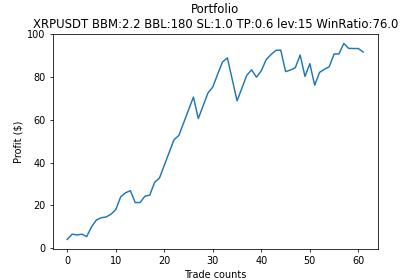 Portfolio
XRPUSDT BBM:2.2 BBL:180 SL:1.0 TP:0.6 lev:15 WinRatio:76.0
100
80
60
40
20
0
Profit ($)
0 10 20 30 40 50 60
Trade counts